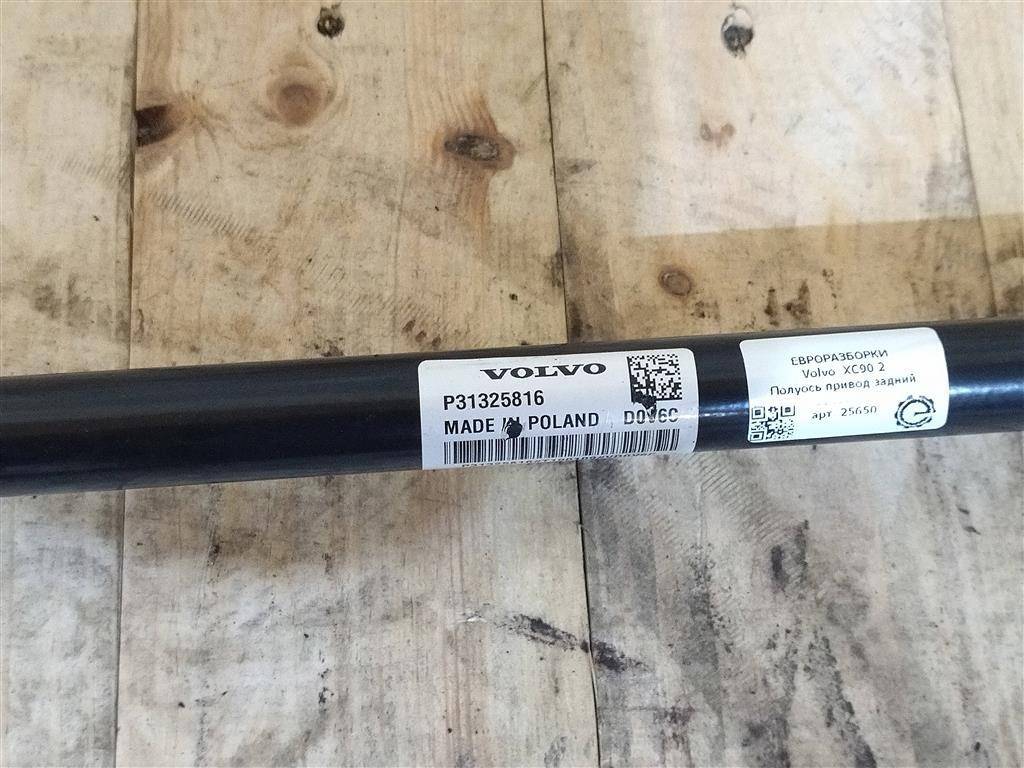 VOLVO
P31325816
MADE IN POLAND D0V6C
ЕВРОРАЗБОРКИ
Volvo XC90 2
Полуось привод задний
арт 25650